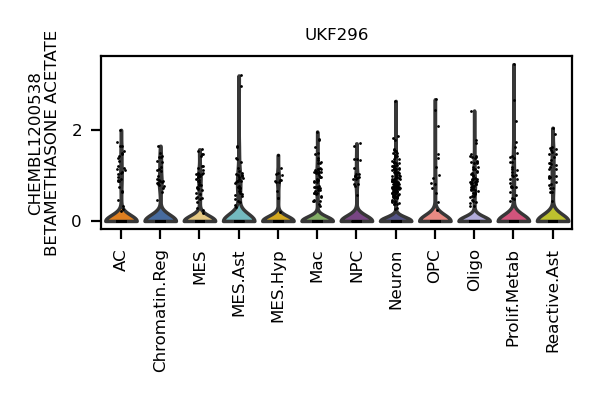 UKF296
CHEMBL1200538
BETAMETHASONE ACETATE
2
0
AC
Chromatin.Reg
MES
MES.Ast
MES.Hyp
Mac
NPC
Neuron
OPC
Oligo
Prolif.Metab
Reactive.Ast